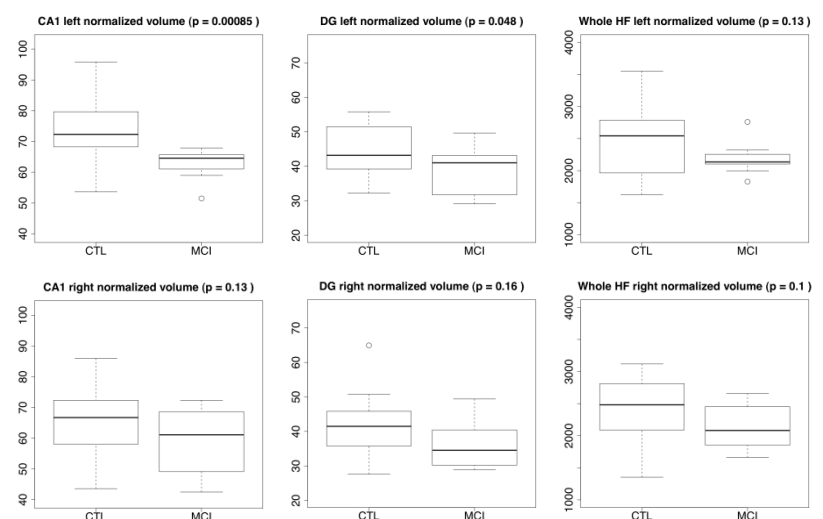 CA1 left normalized volume (p = 0.00085 )
100
90
80
70
60
50
40
CTL MCI
DG left normalized volume (p = 0.048 )
70
60
50
40
30
20
CTL MCI
Whole HF left normalized volume (p = 0.13 )
4000
3000
2000
1000
CTL MCI
CA1 right normalized volume (p = 0.13 )
100
90
80
70
60
50
40
CTL MCI
DG right normalized volume (p = 0.16 )
70
60
50
40
30
20
CTL MCI
Whole HF right normalized volume (p = 0.1 )
4000
3000
2000
1000
CTL MCI